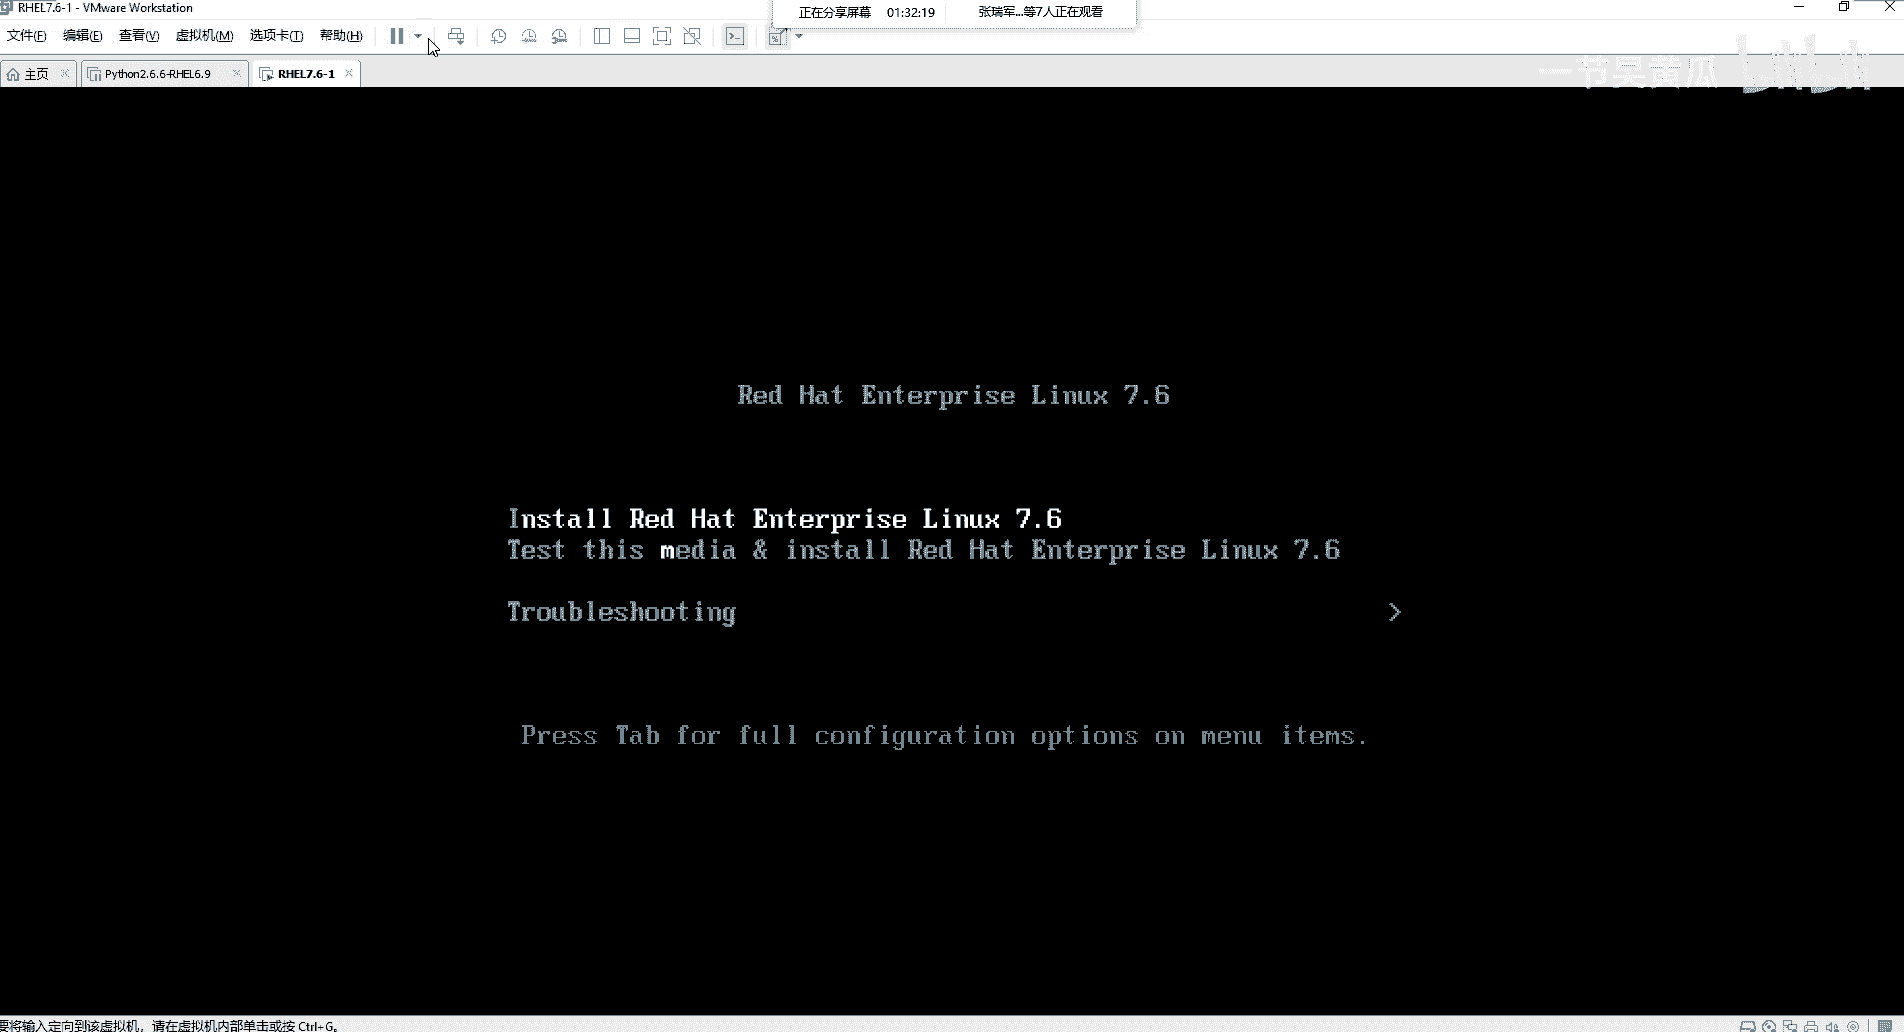 RHEL7.6-1 - VMware Workstation
正在分享屏幕 01:32:19 张瑞军...等7人正在观看
文件(F) 编辑(E) 查看(V) 虚拟机(M) 选项卡(T) 帮助(H)
主页 Python2.6.6-RHEL6.9 RHEL7.6-1
一节吴黄瓜 bilibili
Red Hat Enterprise Linux 7.6
Install Red Hat Enterprise Linux 7.6
Test this media & install Red Hat Enterprise Linux 7.6
Troubleshooting >
Press Tab for full configuration options on menu items.
要将输入定向到该虚拟机，请在虚拟机内部单击或按 Ctrl+G。